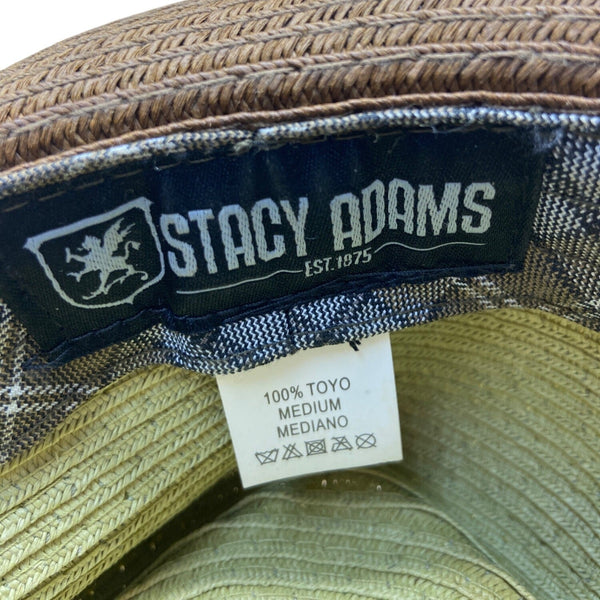 STACY ADAMS
EST. 1875
100% TOYO
MEDIUM
MEDIANO